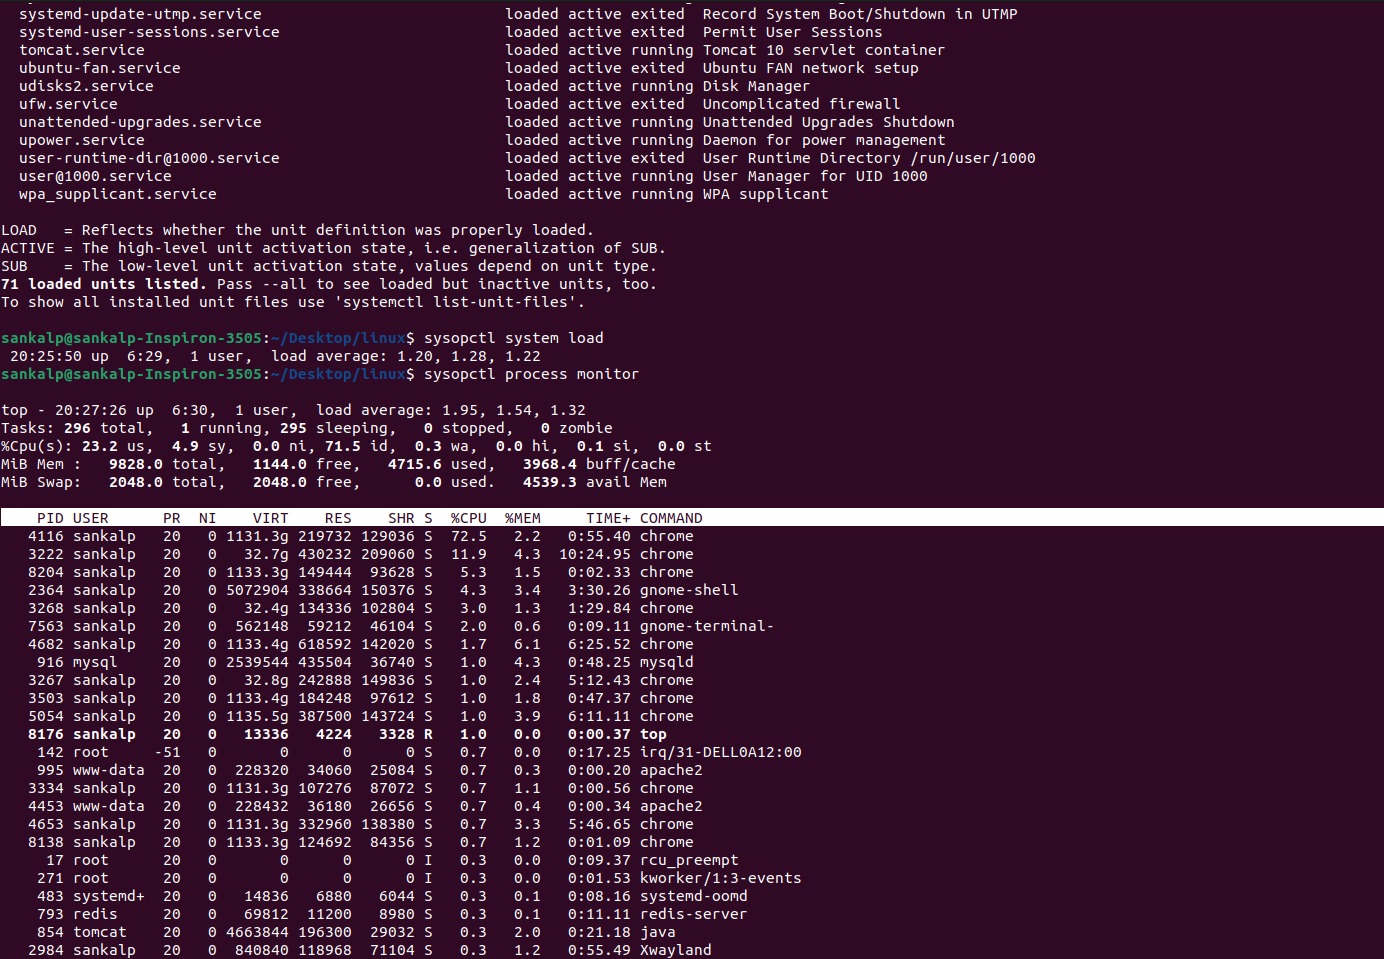 systemd-update-utmp.service                           loaded active exited  Record System Boot/Shutdown in UTMP
  systemd-user-sessions.service                         loaded active exited  Permit User Sessions
  tomcat.service                                        loaded active running Tomcat 10 servlet container
  ubuntu-fan.service                                    loaded active exited  Ubuntu FAN network setup
  udisks2.service                                       loaded active running Disk Manager
  ufw.service                                           loaded active exited  Uncomplicated firewall
  unattended-upgrades.service                           loaded active running Unattended Upgrades Shutdown
  upower.service                                        loaded active running Daemon for power management
  user-runtime-dir@1000.service                         loaded active exited  User Runtime Directory /run/user/1000
  user@1000.service                                     loaded active running User Manager for UID 1000
  wpa_supplicant.service                                loaded active running WPA supplicant

LOAD   = Reflects whether the unit definition was properly loaded.
ACTIVE = The high-level unit activation state, i.e. generalization of SUB.
SUB    = The low-level unit activation state, values depend on unit type.
71 loaded units listed. Pass --all to see loaded but inactive units, too.
To show all installed unit files use 'systemctl list-unit-files'.

sankalp@sankalp-Inspiron-3505:~/Desktop/linux$ sysopctl system load
 20:25:50 up  6:29,  1 user,  load average: 1.20, 1.28, 1.22
sankalp@sankalp-Inspiron-3505:~/Desktop/linux$ sysopctl process monitor

top - 20:27:26 up  6:30,  1 user,  load average: 1.95, 1.54, 1.32
Tasks: 296 total,   1 running, 295 sleeping,   0 stopped,   0 zombie
%Cpu(s): 23.2 us,  4.9 sy,  0.0 ni, 71.5 id,  0.3 wa,  0.0 hi,  0.1 si,  0.0 st
MiB Mem :   9828.0 total,   1144.0 free,   4715.6 used,   3968.4 buff/cache
MiB Swap:   2048.0 total,   2048.0 free,      0.0 used.   4539.3 avail Mem

    PID USER      PR  NI    VIRT    RES    SHR S  %CPU  %MEM     TIME+ COMMAND
   4116 sankalp   20   0 1131.3g 219732 129036 S  72.5   2.2   0:55.40 chrome
   3222 sankalp   20   0   32.7g 430232 209060 S  11.9   4.3  10:24.95 chrome
   8204 sankalp   20   0 1133.3g 149444  93628 S   5.3   1.5   0:02.33 chrome
   2364 sankalp   20   0 5072904 338664 150376 S   4.3   3.4   3:30.26 gnome-shell
   3268 sankalp   20   0   32.4g 134336 102804 S   3.0   1.3   1:29.84 chrome
   7563 sankalp   20   0  562148  59212  46104 S   2.0   0.6   0:09.11 gnome-terminal-
   4682 sankalp   20   0 1133.4g 618592 142020 S   1.7   6.1   6:25.52 chrome
    916 mysql     20   0 2539544 435504  36740 S   1.0   4.3   0:48.25 mysqld
   3267 sankalp   20   0   32.8g 242888 149836 S   1.0   2.4   5:12.43 chrome
   3503 sankalp   20   0 1133.4g 184248  97612 S   1.0   1.8   0:47.37 chrome
   5054 sankalp   20   0 1135.5g 387500 143724 S   1.0   3.9   6:11.11 chrome
   8176 sankalp   20   0   13336   4224   3328 R   1.0   0.0   0:00.37 top
    142 root     -51   0       0      0      0 S   0.7   0.0   0:17.25 irq/31-DELL0A12:00
    995 www-data  20   0  228320  34060  25084 S   0.7   0.3   0:00.20 apache2
   3334 sankalp   20   0 1131.3g 107276  87072 S   0.7   1.1   0:00.56 chrome
   4453 www-data  20   0  228432  36180  26656 S   0.7   0.4   0:00.34 apache2
   4653 sankalp   20   0 1131.3g 332960 138380 S   0.7   3.3   5:46.65 chrome
   8138 sankalp   20   0 1133.3g 124692  84356 S   0.7   1.2   0:01.09 chrome
     17 root      20   0       0      0      0 I   0.3   0.0   0:09.37 rcu_preempt
    271 root      20   0       0      0      0 I   0.3   0.0   0:01.53 kworker/1:3-events
    483 systemd+  20   0   14836   6880   6044 S   0.3   0.1   0:08.16 systemd-oomd
    793 redis     20   0   69812  11200   8980 S   0.3   0.1   0:11.11 redis-server
    854 tomcat    20   0 4663844 196300  29032 S   0.3   2.0   0:21.18 java
   2984 sankalp   20   0  840840 118968  71104 S   0.3   1.2   0:55.49 Xwayland